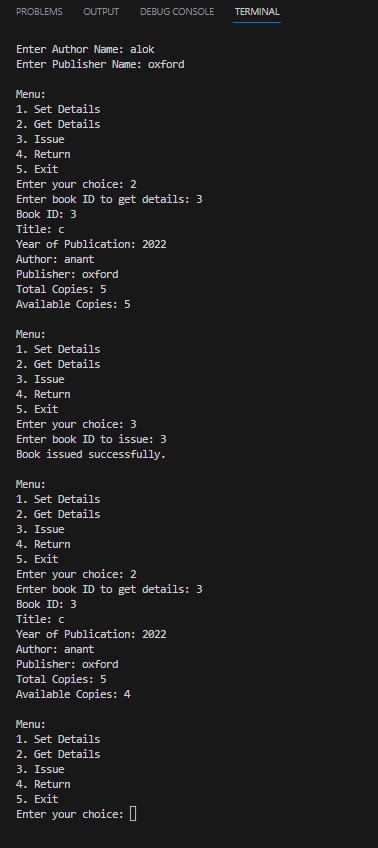 PROBLEMS OUTPUT DEBUG CONSOLE TERMINAL
Enter Author Name: alok
Enter Publisher Name: oxford
Menu:
1. Set Details
2. Get Details
3. Issue
4. Return
5. Exit
Enter your choice: 2
Enter book ID to get details: 3
Book ID: 3
Title: c
Year of Publication: 2022
Author: anant
Publisher: oxford
Total Copies: 5
Available Copies: 5
Menu:
1. Set Details
2. Get Details
3. Issue
4. Return
5. Exit
Enter your choice: 3
Enter book ID to issue: 3
Book issued successfully.
Menu:
1. Set Details
2. Get Details
3. Issue
4. Return
5. Exit
Enter your choice: 2
Enter book ID to get details: 3
Book ID: 3
Title: c
Year of Publication: 2022
Author: anant
Publisher: oxford
Total Copies: 5
Available Copies: 4
Menu:
1. Set Details
2. Get Details
3. Issue
4. Return
5. Exit
Enter your choice: